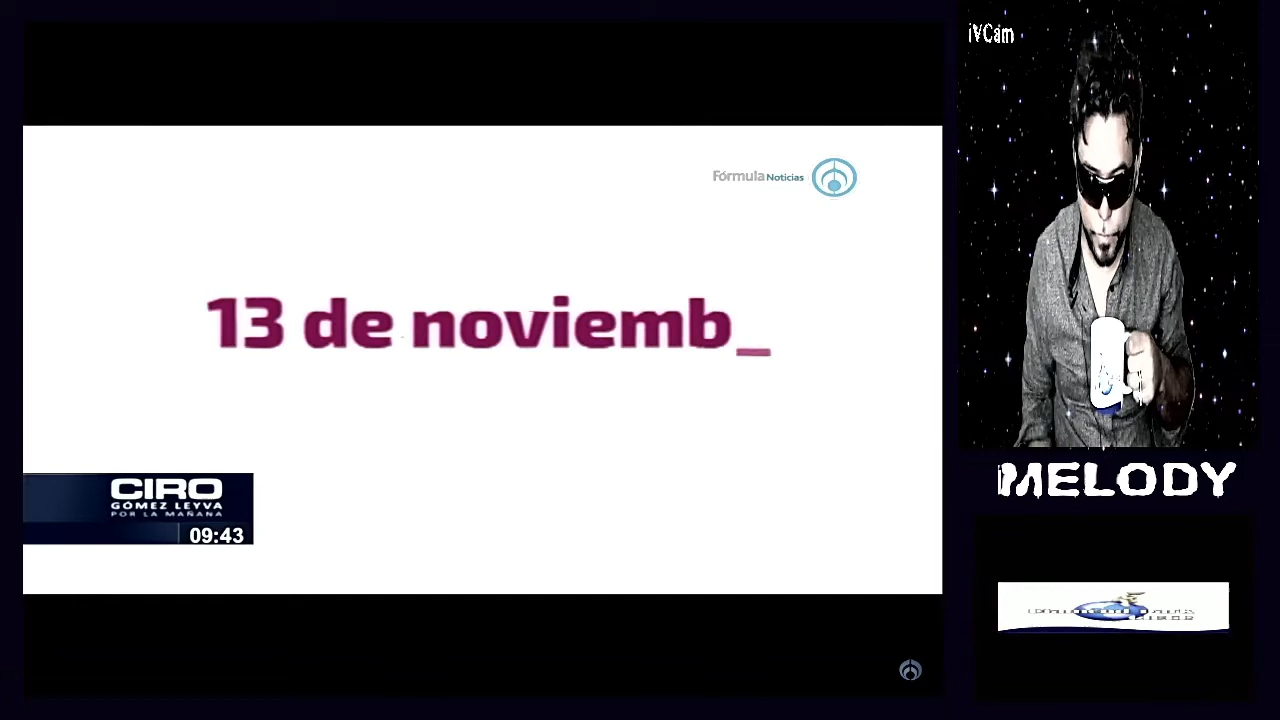 Fórmula Noticias
13 de noviemb_
CIRO
GÓMEZ LEYVA
POR LA MAÑANA
09:43
iVCam
MELODY